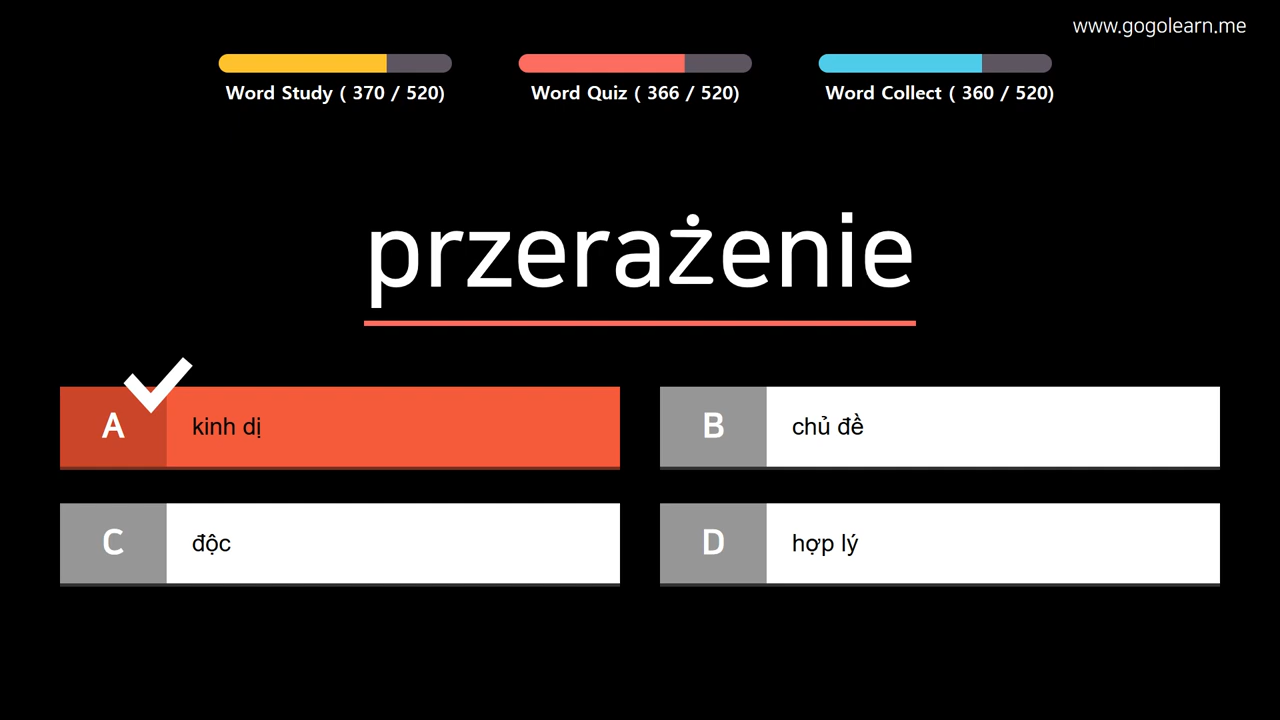 www.gogolearn.me
Word Study ( 370 / 520)
Word Quiz ( 366 / 520)
Word Collect ( 360 / 520)
przerażenie
A kinh dị
B chủ đề
C độc
D hợp lý